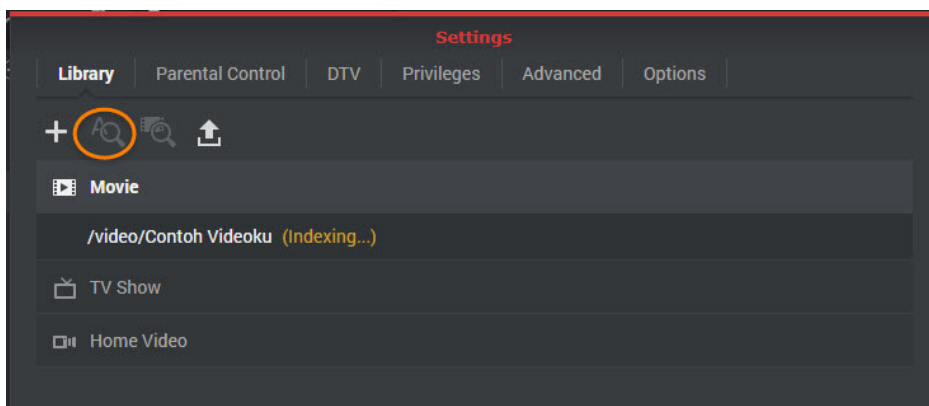 Settings
Library Parental Control DTV Privileges Advanced Options
Movie
/video/Contoh Videoku (Indexing...)
TV Show
Home Video